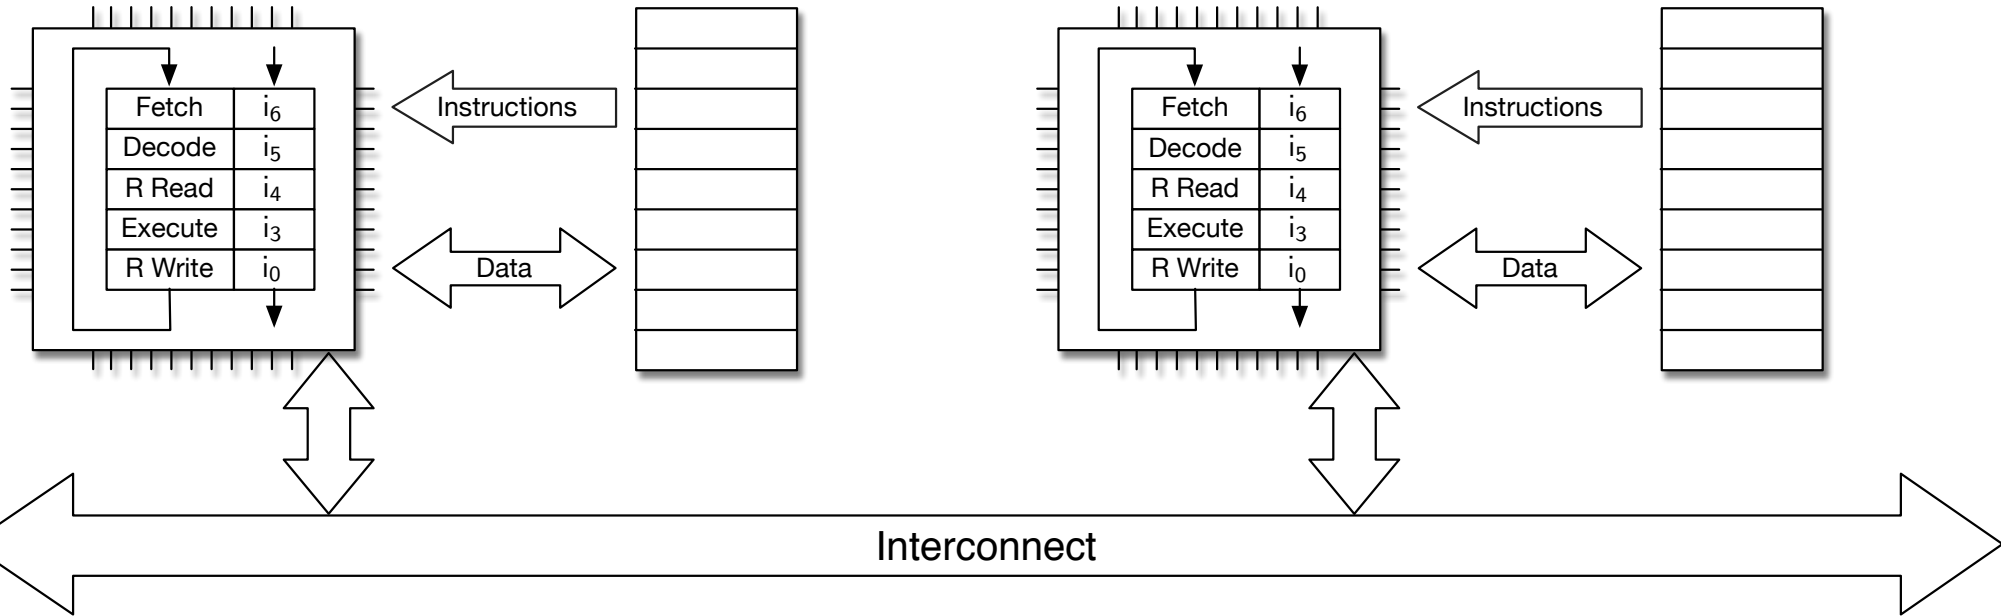 Fetch i₆
Decode i₅
R Read i₄
Execute i₃
R Write i₀
Instructions
Data
Fetch i₆
Decode i₅
R Read i₄
Execute i₃
R Write i₀
Instructions
Data
Interconnect